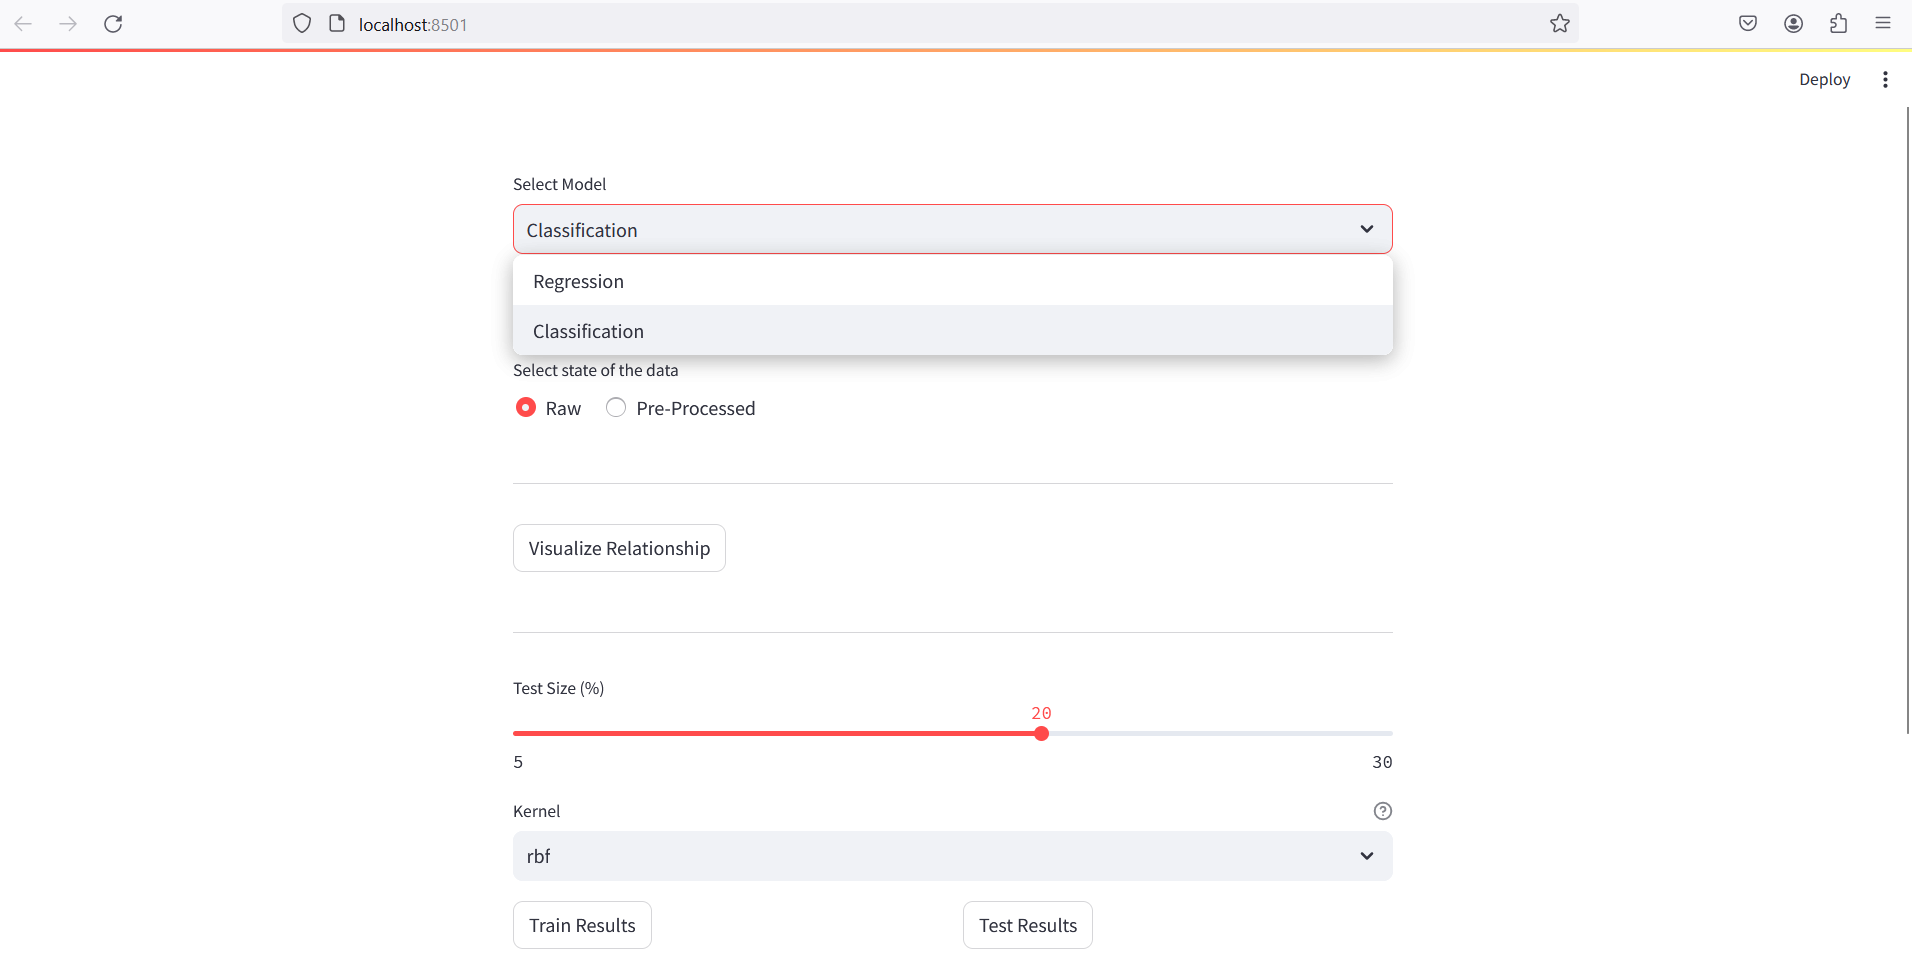 localhost:8501
Deploy
Select Model
Classification
Regression
Classification
Select state of the data
Raw Pre-Processed
Visualize Relationship
Test Size (%)
20
5 30
Kernel
rbf
Train Results Test Results